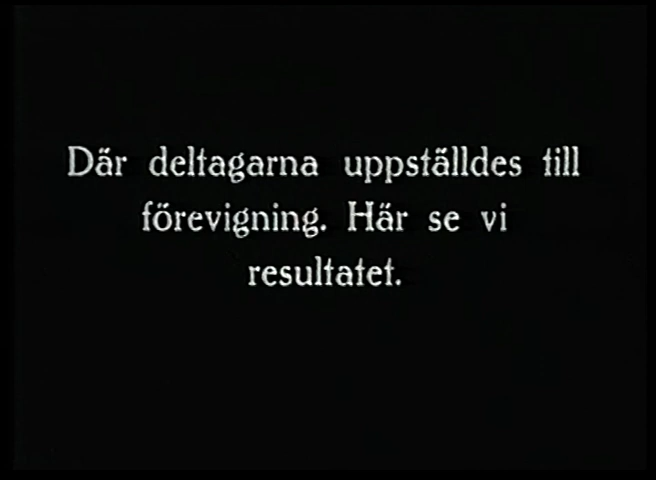 Där deltagarna uppställdes till
förevigning. Här se vi
resultatet.